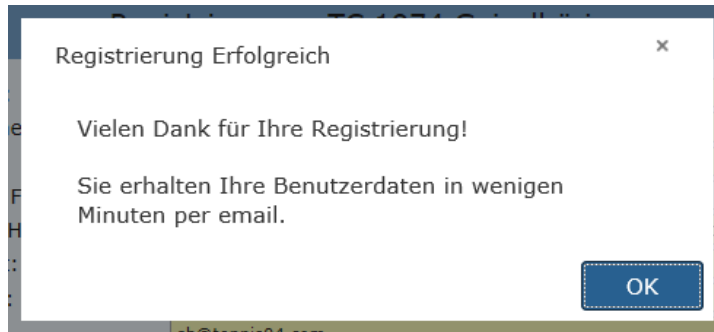 Registrierung Erfolgreich
×
Vielen Dank für Ihre Registrierung!
Sie erhalten Ihre Benutzerdaten in wenigen
Minuten per email.
OK